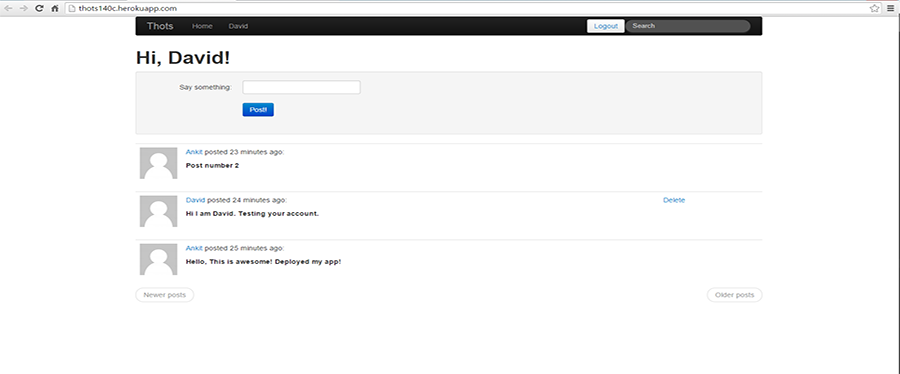 thots140c.herokuapp.com
Thots Home David Logout Search
Hi, David!
Say something:
Post!
Ankit posted 23 minutes ago:
Post number 2
David posted 24 minutes ago: Delete
Hi I am David. Testing your account.
Ankit posted 25 minutes ago:
Hello, This is awesome! Deployed my app!
Newer posts Older posts